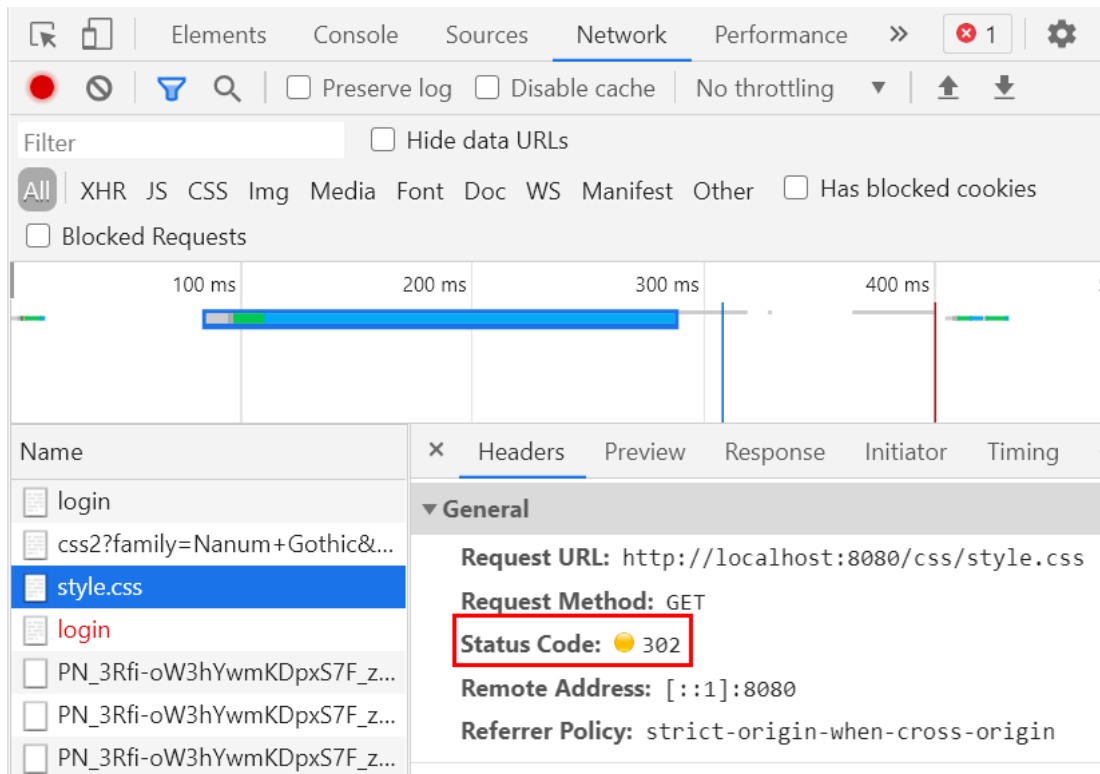 Elements Console Sources Network Performance » 1
Preserve log Disable cache No throttling ▼
Filter Hide data URLs
All XHR JS CSS Img Media Font Doc WS Manifest Other Has blocked cookies
Blocked Requests
100 ms 200 ms 300 ms 400 ms
Name × Headers Preview Response Initiator Timing
login
▼ General
css2?family=Nanum+Gothic&...
Request URL: http://localhost:8080/css/style.css
style.css
Request Method: GET
login
Status Code: 302
PN_3Rfi-oW3hYwmKDpxS7F_z...
Remote Address: [::1]:8080
PN_3Rfi-oW3hYwmKDpxS7F_z...
Referrer Policy: strict-origin-when-cross-origin
PN_3Rfi-oW3hYwmKDpxS7F_z...